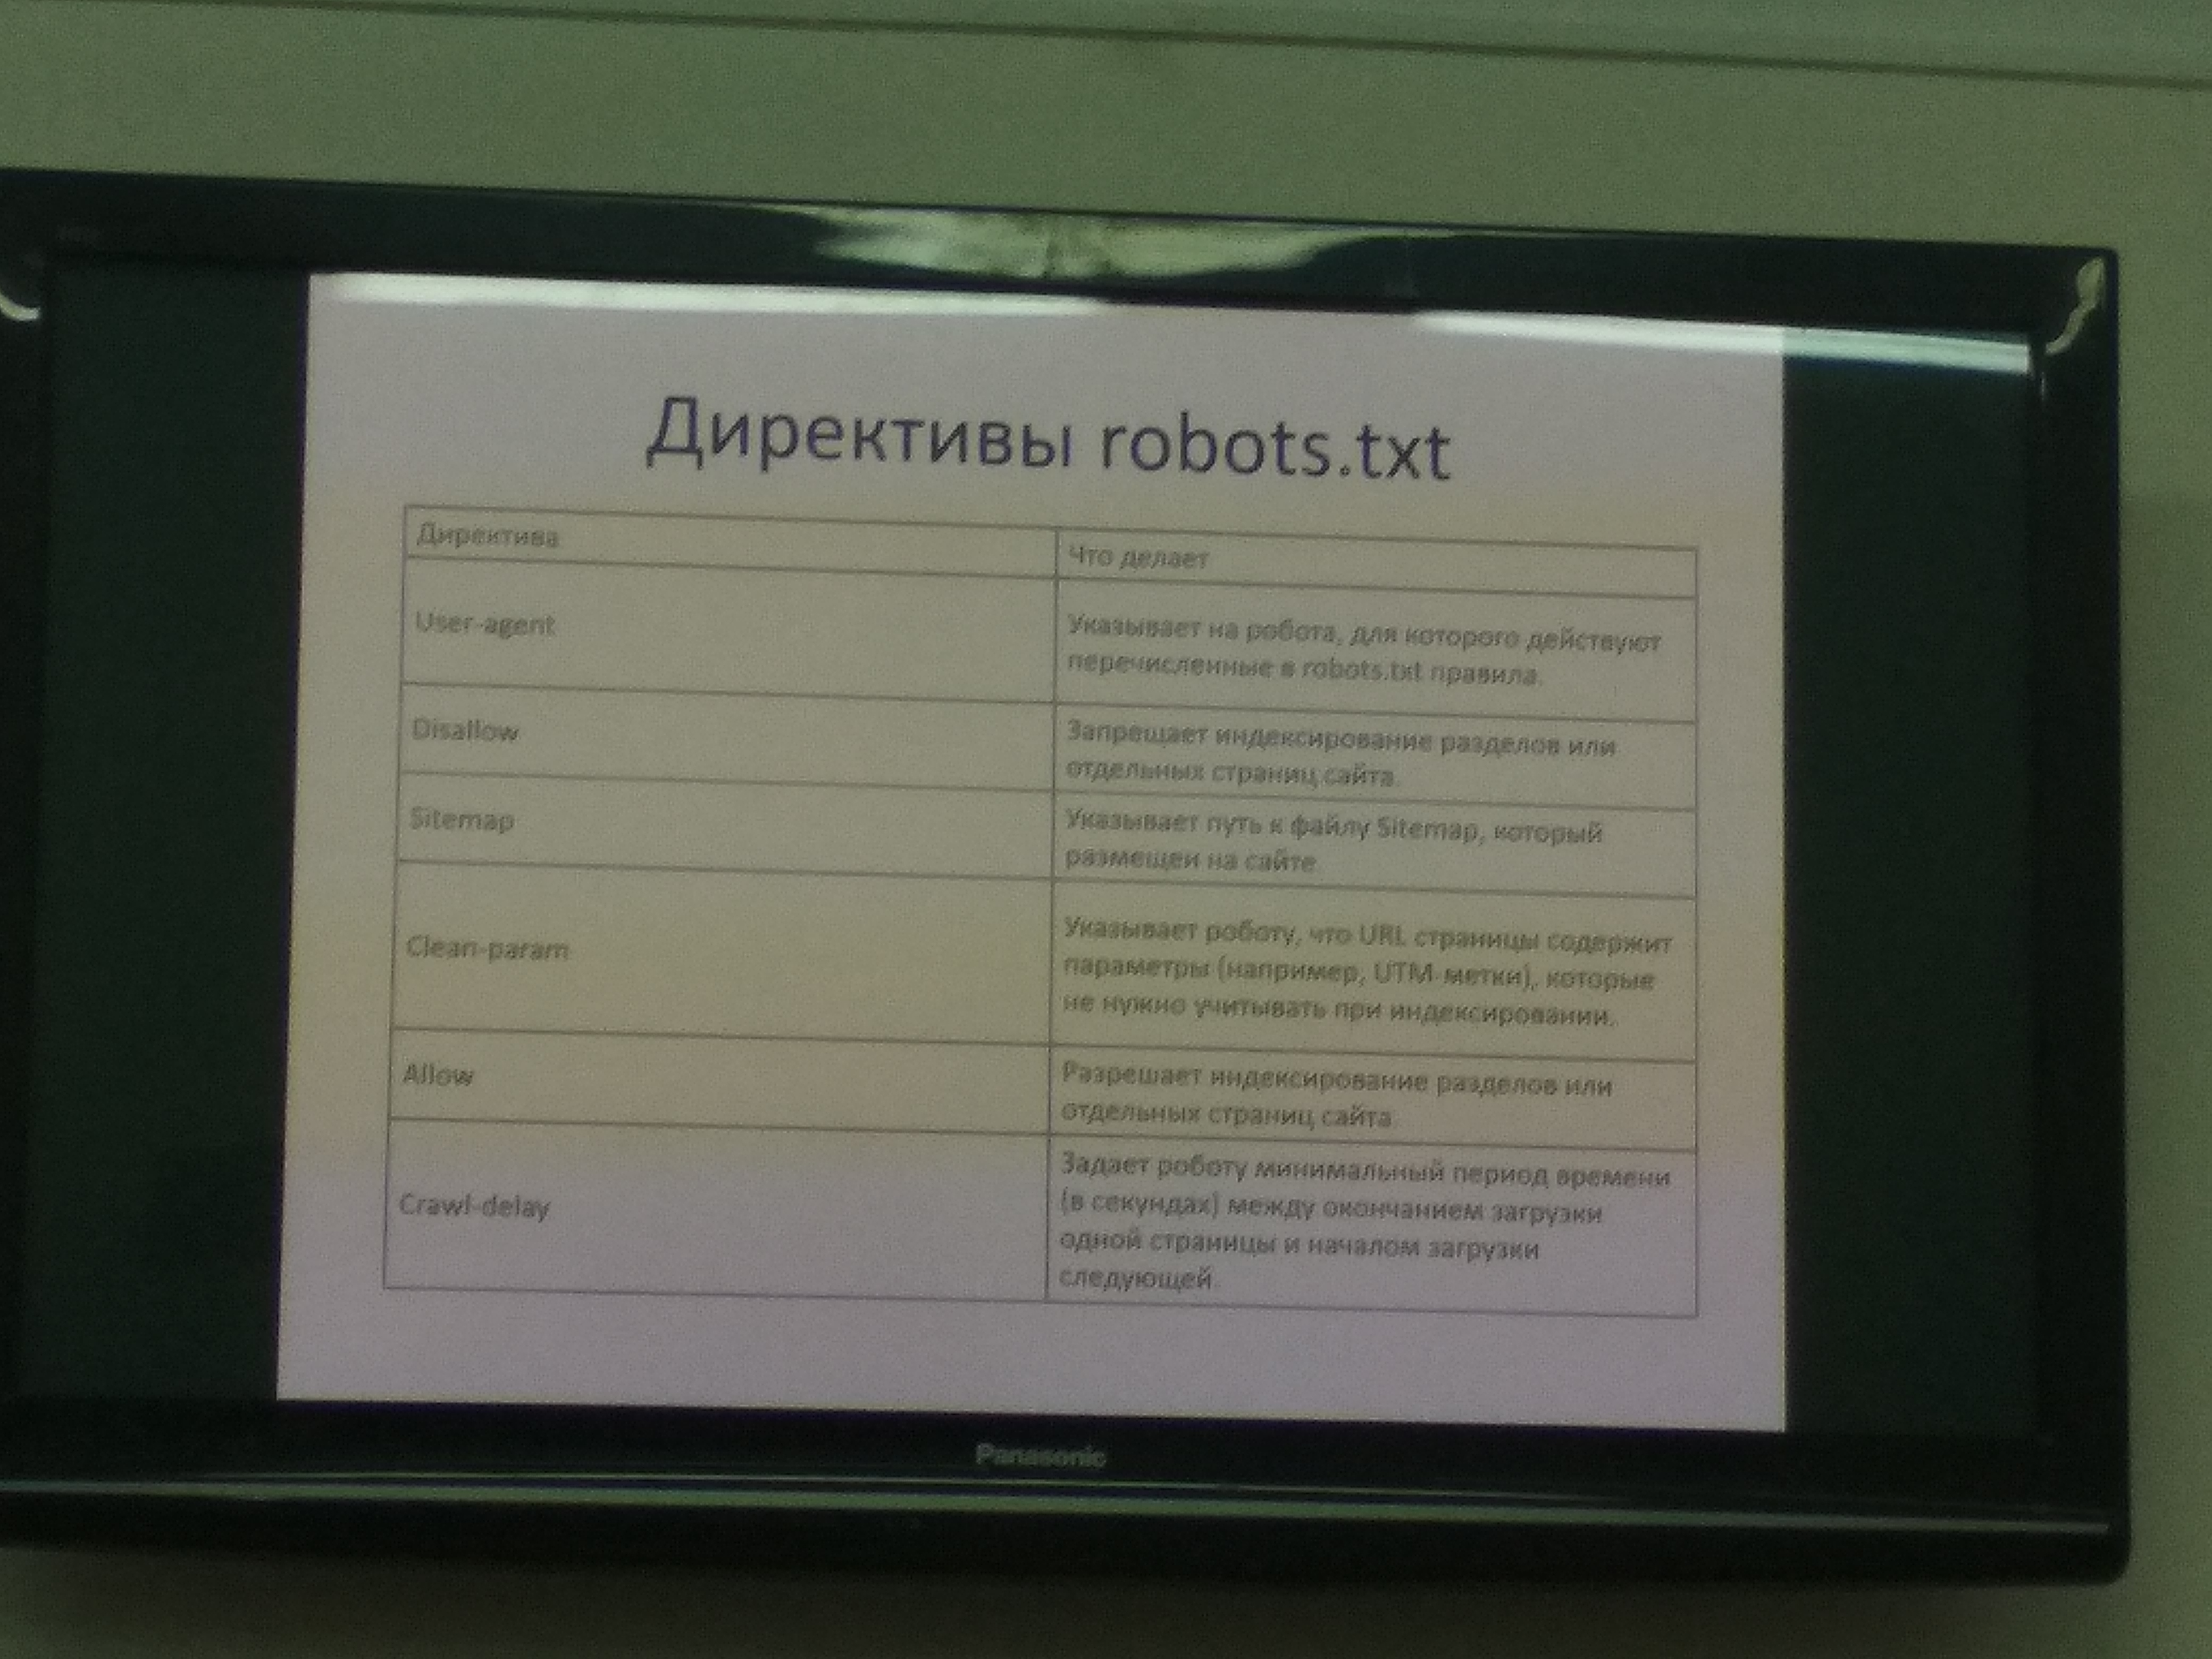 Директивы robots.txt
Директива
Что делает
User-agent
Указывает на робота, для которого действуют
перечисленные в robots.txt правила.
Disallow
Запрещает индексирование разделов или
отдельных страниц сайта.
Sitemap
Указывает путь к файлу Sitemap, который
размещен на сайте.
Clean-param
Указывает роботу, что URL страницы содержит
параметры (например, UTM-метки), которые
не нужно учитывать при индексировании.
Allow
Разрешает индексирование разделов или
отдельных страниц сайта.
Crawl-delay
Задает роботу минимальный период времени
(в секундах) между окончанием загрузки
одной страницы и началом загрузки
следующей.
Panasonic